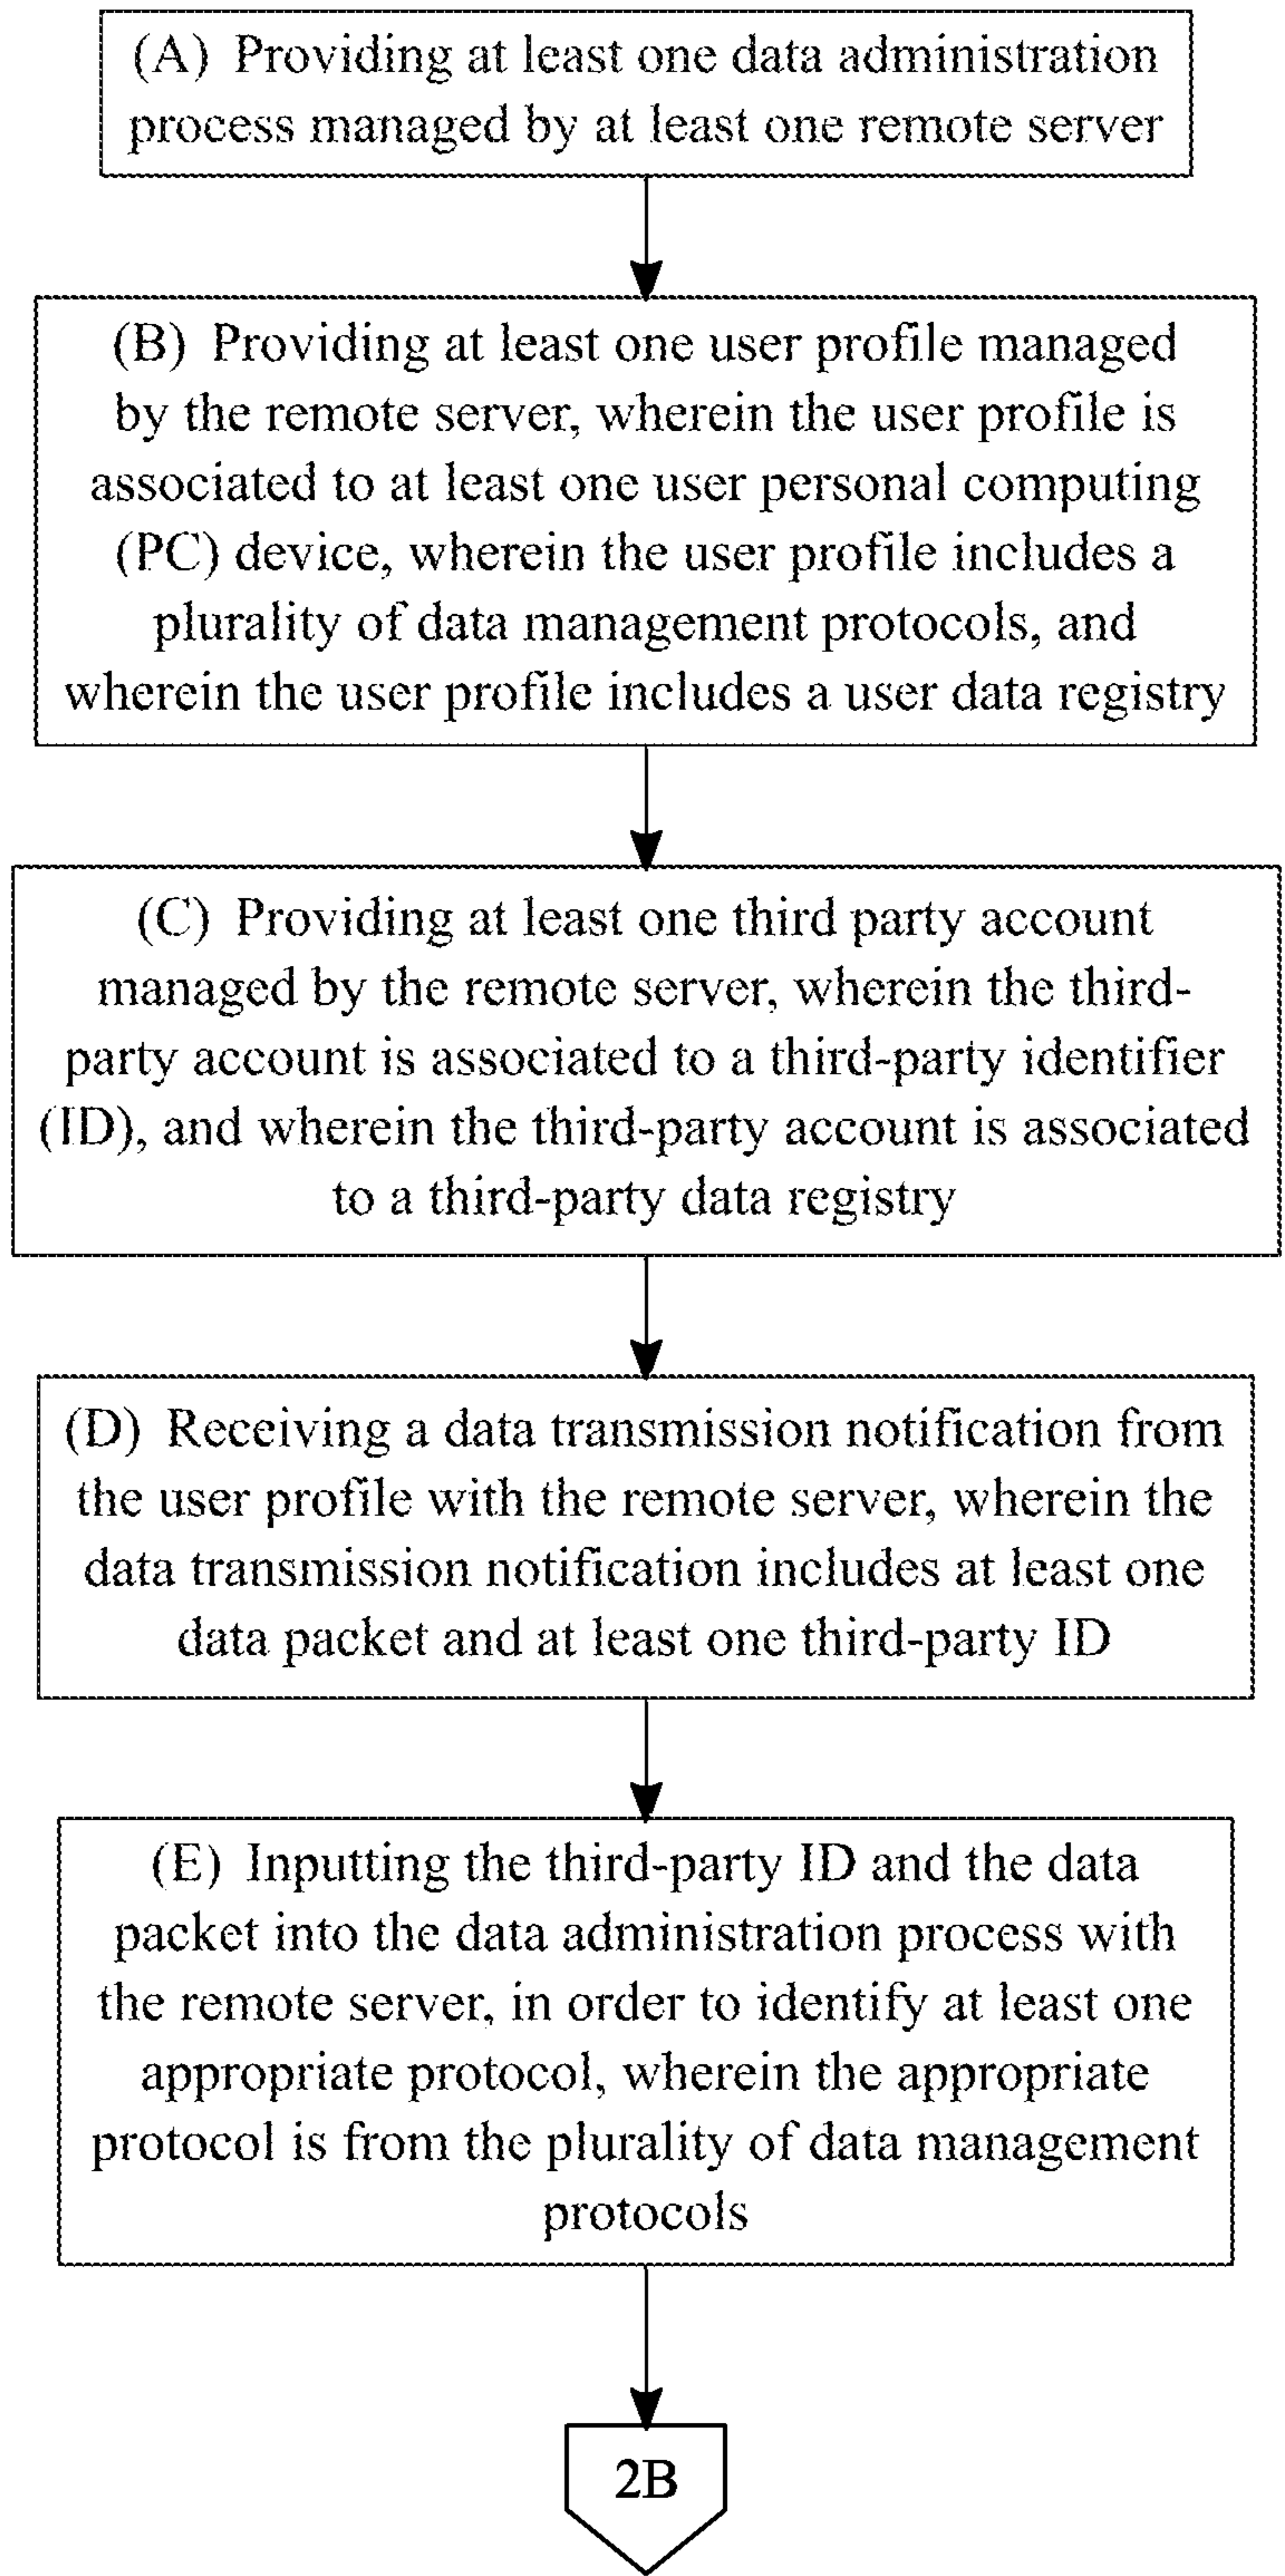 (A) Providing at least one data administration
process managed by at least one remote server
(B) Providing at least one user profile managed
by the remote server, wherein the user profile is
associated to at least one user personal computing
(PC) device, wherein the user profile includes a
plurality of data management protocols, and
wherein the user profile includes a user data registry
(C) Providing at least one third party account
managed by the remote server, wherein the third-
party account is associated to a third-party identifier
(ID), and wherein the third-party account is associated
to a third-party data registry
(D) Receiving a data transmission notification from
the user profile with the remote server, wherein the
data transmission notification includes at least one
data packet and at least one third-party ID
(E) Inputting the third-party ID and the data
packet into the data administration process with
the remote server, in order to identify at least one
appropriate protocol, wherein the appropriate
protocol is from the plurality of data management
protocols
2B